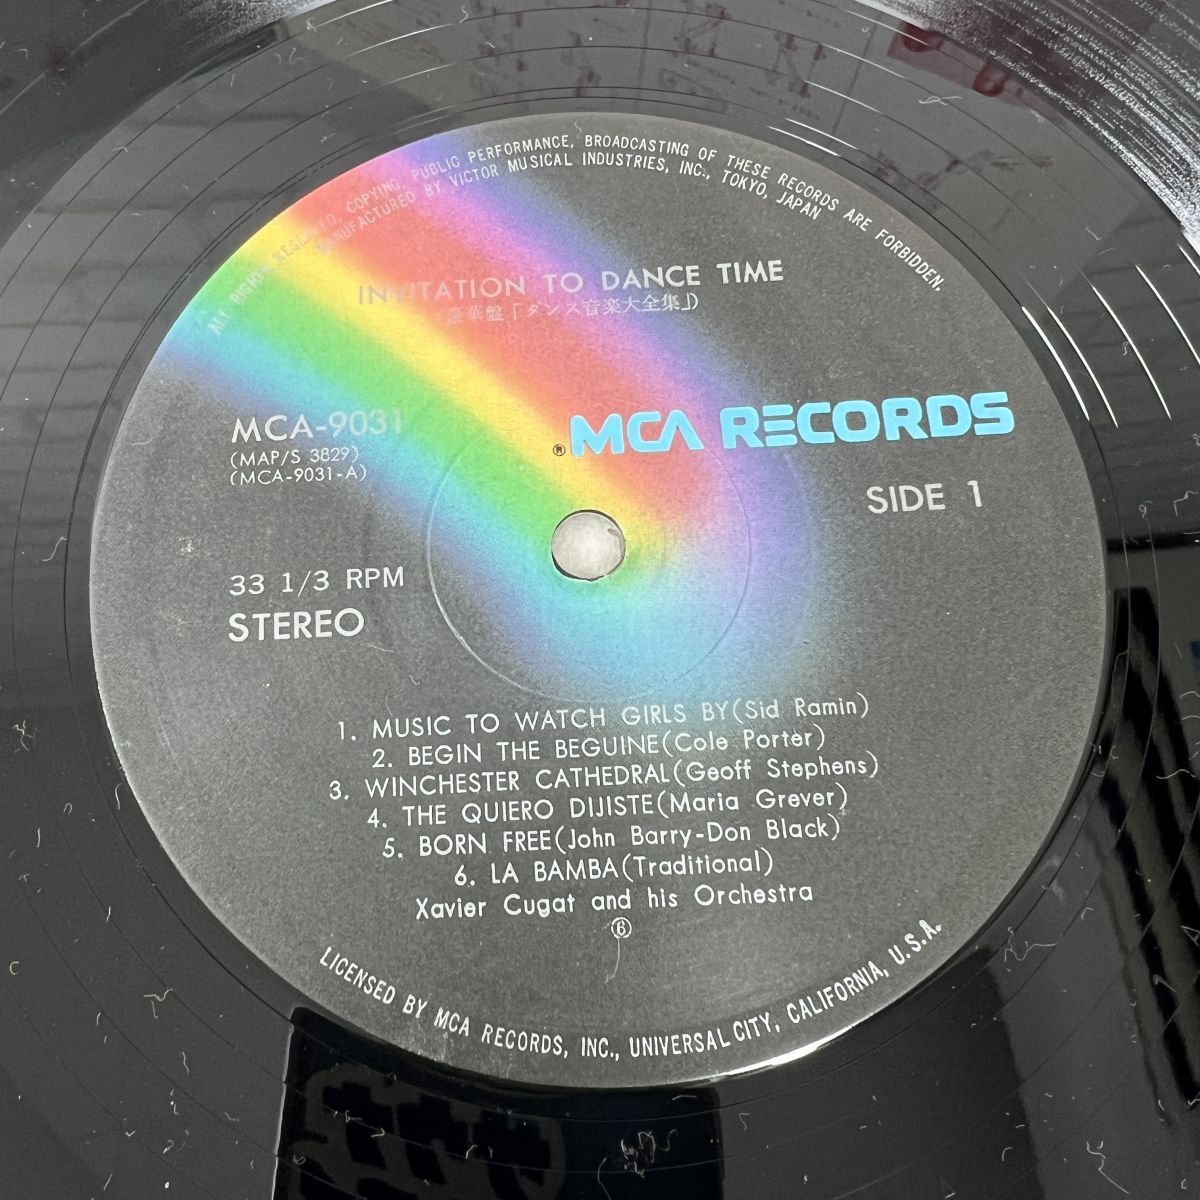 ALL RIGHTS RESERVED, COPYING, PUBLIC PERFORMANCE, BROADCASTING OF THESE RECORDS ARE FORBIDDEN.
MANUFACTURED BY VICTOR MUSICAL INDUSTRIES, INC., TOKYO, JAPAN
INVITATION TO DANCE TIME
豪華盤「ダンス音楽大全集」)
MCA-9031
(MAP/S 3829)
(MCA-9031-A)
® MCA RECORDS
SIDE 1
33 1/3 RPM
STEREO
1. MUSIC TO WATCH GIRLS BY(Sid Ramin)
2. BEGIN THE BEGUINE(Cole Porter)
3. WINCHESTER CATHEDRAL(Geoff Stephens)
4. THE QUIERO DIJISTE(Maria Grever)
5. BORN FREE(John Barry-Don Black)
6. LA BAMBA(Traditional)
Xavier Cugat and his Orchestra
LICENSED BY MCA RECORDS, INC., UNIVERSAL CITY, CALIFORNIA, U.S.A.